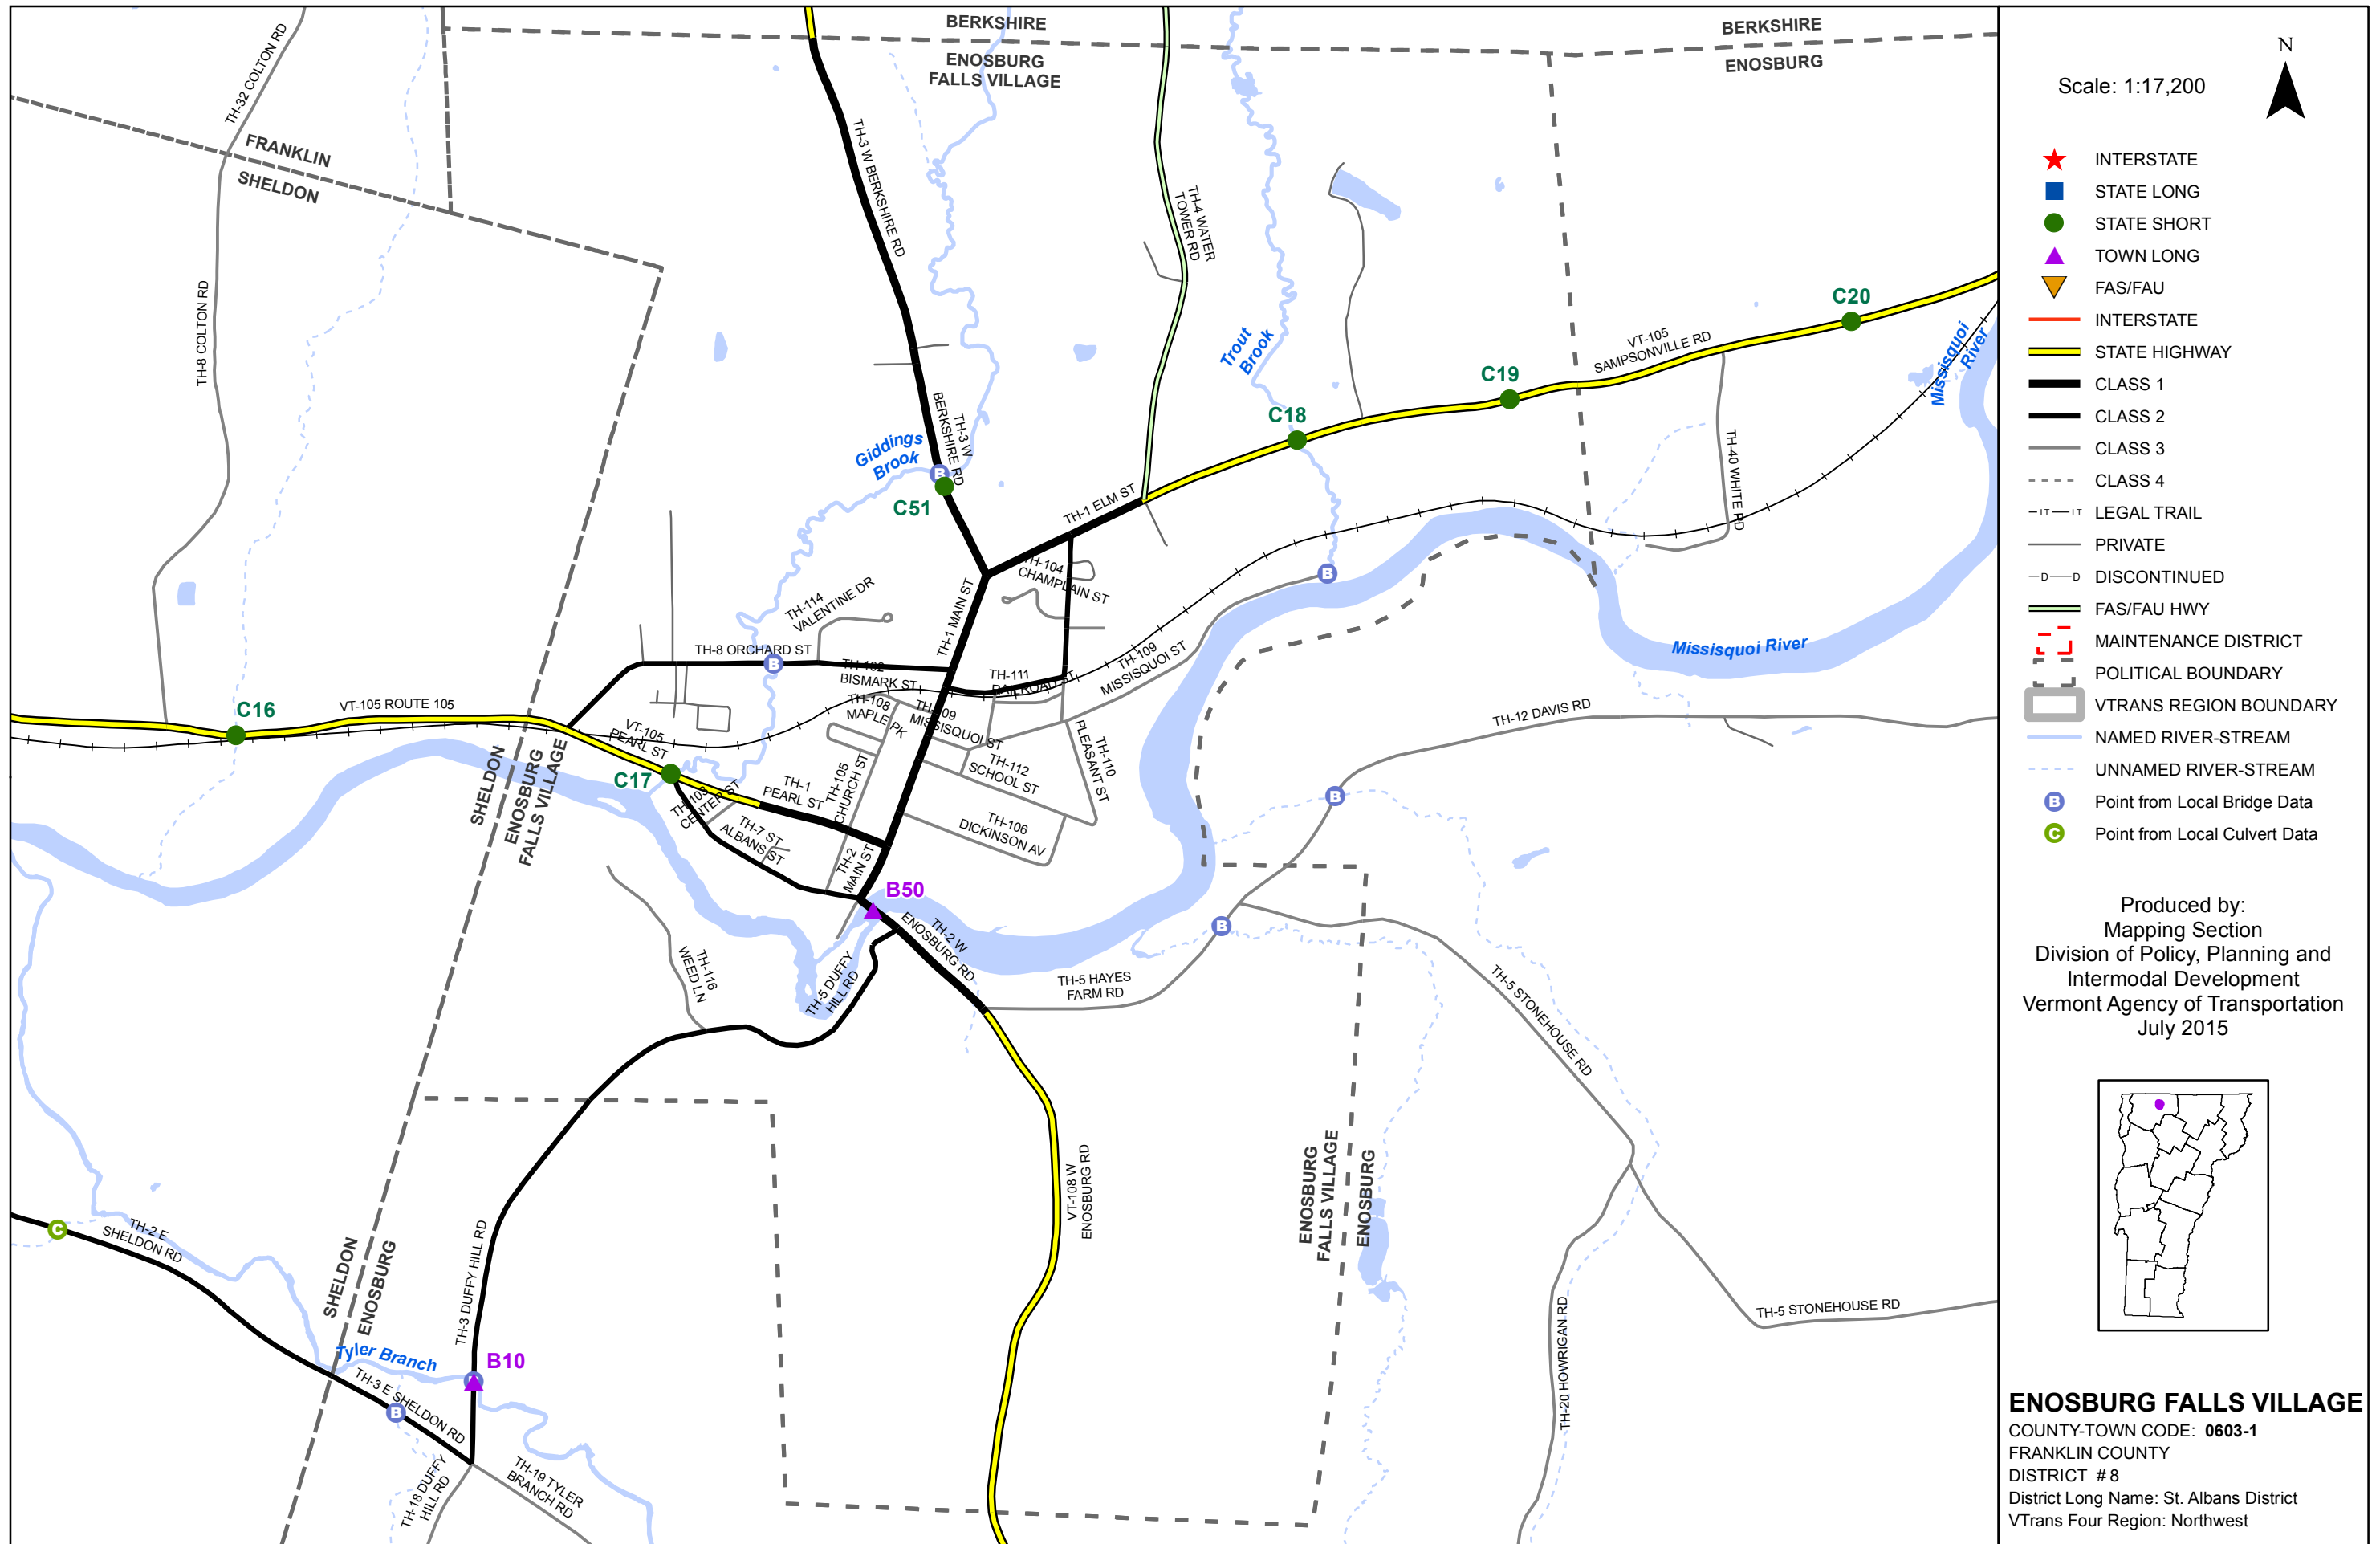 BERKSHIRE
ENOSBURG
FALLS VILLAGE
BERKSHIRE
ENOSBURG
TH-32 COLTON RD
FRANKLIN
SHELDON
TH-8 COLTON RD
TH-3 W BERKSHIRE RD
TH-4 WATER
TOWER RD
Trout
Brook
C20
VT-105
SAMPSONVILLE RD
C19
C18
Missisquoi
River
TH-3 W
BERKSHIRE RD
Giddings
Brook
B
C51
TH-1 ELM ST
TH-40 WHITE RD
TH-104
CHAMPLAIN ST
B
TH-114
VALENTINE DR
TH-1 MAIN ST
TH-8 ORCHARD ST
B
TH-102
BISMARK ST
TH-111
RAILROAD ST
TH-109
MISSISQUOI ST
Missisquoi River
C16
VT-105 ROUTE 105
VT-105
PEARL ST
TH-108
MAPLE PK
TH-109
MISSISQUOI ST
TH-12 DAVIS RD
SHELDON
ENOSBURG
FALLS VILLAGE
C17
TH-103
CENTER ST
TH-1
PEARL ST
TH-105
CHURCH ST
TH-112
SCHOOL ST
TH-110
PLEASANT ST
B
TH-7 ST
ALBANS ST
TH-2
MAIN ST
TH-106
DICKINSON AV
B50
TH-2 W
ENOSBURG RD
B
TH-116
WEED LN
TH-5 DUFFY
HILL RD
TH-5 HAYES
FARM RD
TH-5 STONEHOUSE RD
VT-108 W
ENOSBURG RD
ENOSBURG
FALLS VILLAGE
ENOSBURG
C
TH-2 E
SHELDON RD
SHELDON
ENOSBURG
TH-3 DUFFY HILL RD
TH-5 STONEHOUSE RD
TH-20 HOWRIGAN RD
Tyler Branch
B10
TH-3 E SHELDON RD
B
TH-18 DUFFY
HILL RD
TH-19 TYLER
BRANCH RD
N
Scale: 1:17,200
INTERSTATE
STATE LONG
STATE SHORT
TOWN LONG
FAS/FAU
INTERSTATE
STATE HIGHWAY
CLASS 1
CLASS 2
CLASS 3
CLASS 4
LT LT LEGAL TRAIL
PRIVATE
D D DISCONTINUED
FAS/FAU HWY
MAINTENANCE DISTRICT
POLITICAL BOUNDARY
VTRANS REGION BOUNDARY
NAMED RIVER-STREAM
UNNAMED RIVER-STREAM
B Point from Local Bridge Data
C Point from Local Culvert Data
Produced by:
Mapping Section
Division of Policy, Planning and
Intermodal Development
Vermont Agency of Transportation
July 2015
ENOSBURG FALLS VILLAGE
COUNTY-TOWN CODE: 0603-1
FRANKLIN COUNTY
DISTRICT # 8
District Long Name: St. Albans District
VTrans Four Region: Northwest